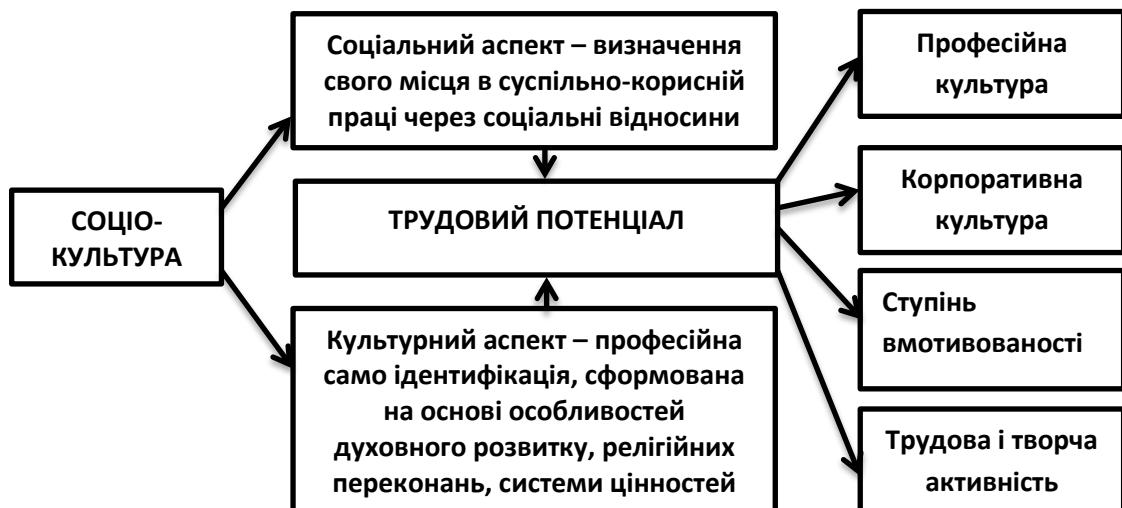 СОЦІО-
КУЛЬТУРА
Соціальний аспект – визначення
свого місця в суспільно-корисній
праці через соціальні відносини
ТРУДОВИЙ ПОТЕНЦІАЛ
Культурний аспект – професійна
само ідентифікація, сформована
на основі особливостей
духовного розвитку, релігійних
переконань, системи цінностей
Професійна
культура
Корпоративна
культура
Ступінь
вмотивованості
Трудова і творча
активність